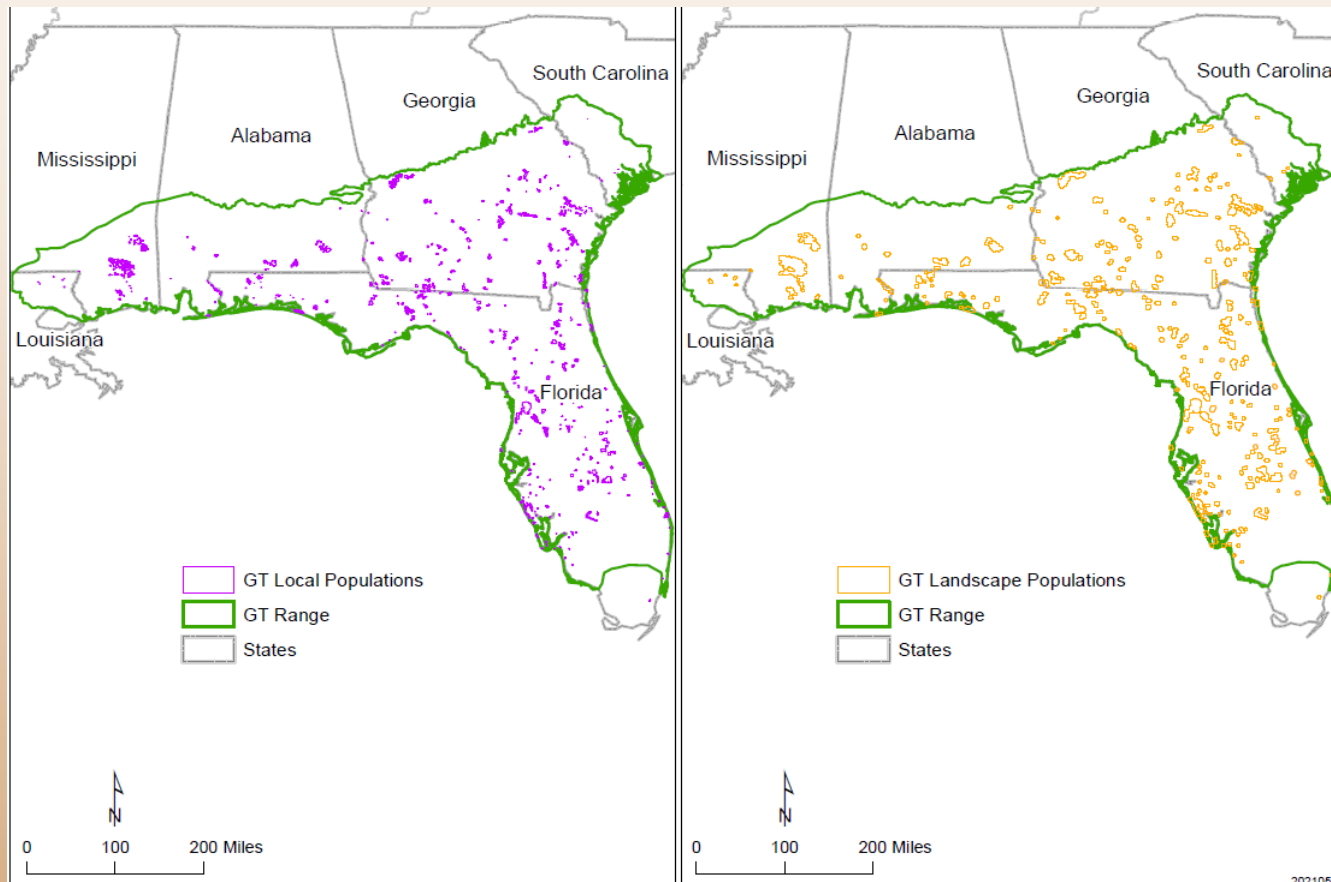 South Carolina
Georgia
Alabama
Mississippi
Louisiana
Florida
GT Local Populations
GT Range
States
N
0 100 200 Miles
South Carolina
Georgia
Alabama
Mississippi
Louisiana
Florida
GT Landscape Populations
GT Range
States
N
0 100 200 Miles
202105